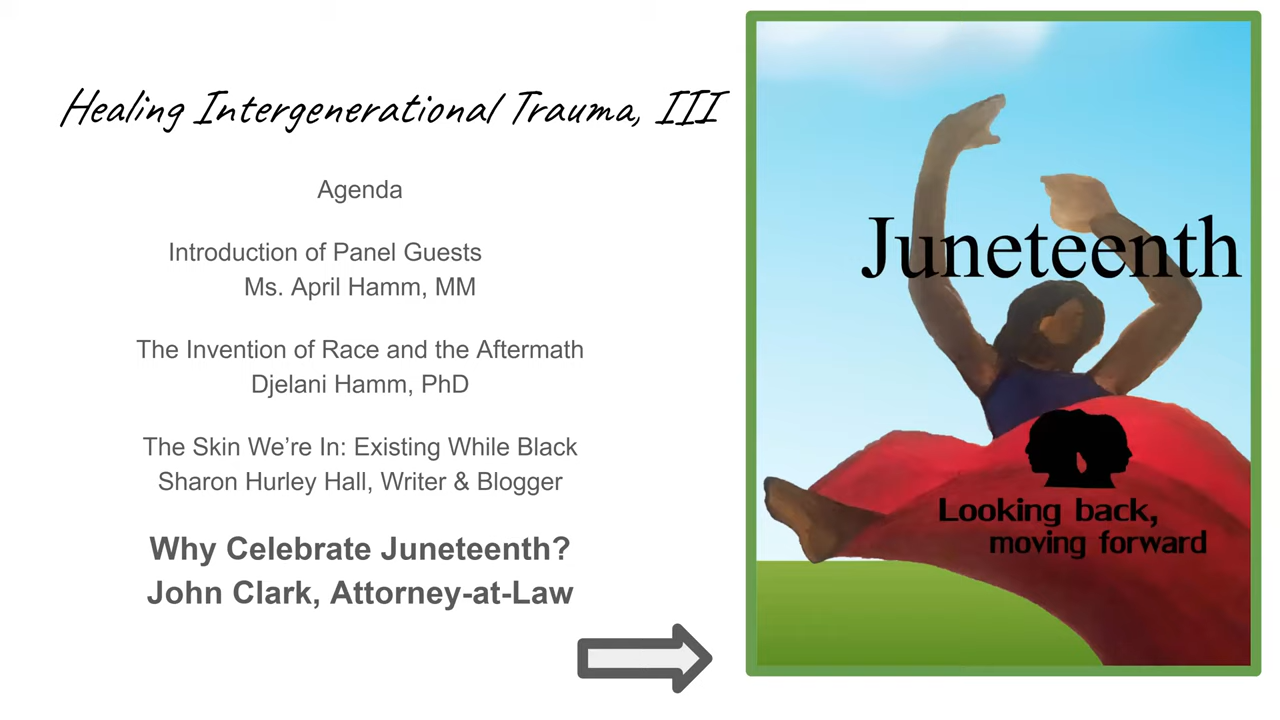 Healing Intergenerational Trauma, III
Agenda
Introduction of Panel Guests
Ms. April Hamm, MM
The Invention of Race and the Aftermath
Djelani Hamm, PhD
The Skin We’re In: Existing While Black
Sharon Hurley Hall, Writer & Blogger
Why Celebrate Juneteenth?
John Clark, Attorney-at-Law
Juneteenth
Looking back,
moving forward